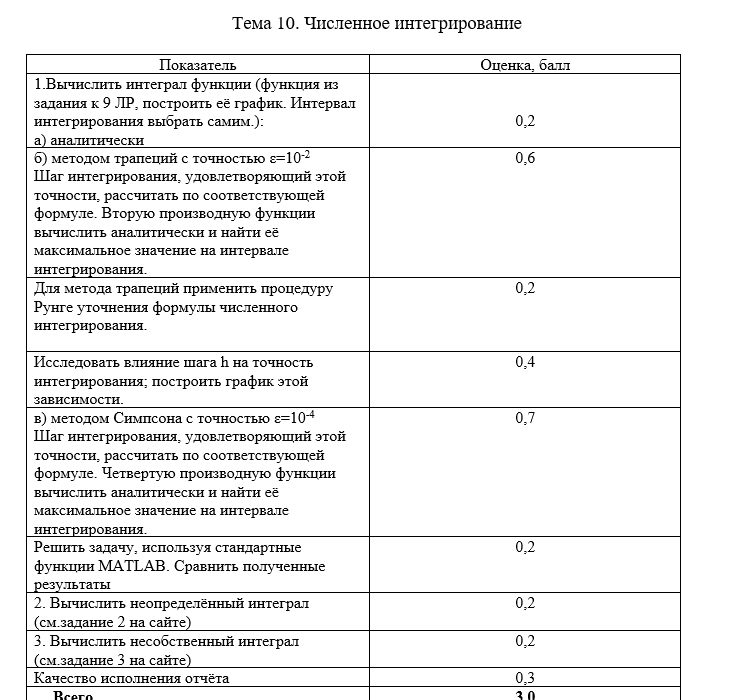 Тема 10. Численное интегрирование
Показатель
Оценка, балл
1.Вычислить интеграл функции (функция из
задания к 9 ЛР, построить её график. Интервал
интегрирования выбрать самим.):
а) аналитически
0,2
б) методом трапеций с точностью ε=10⁻²
Шаг интегрирования, удовлетворяющий этой
точности, рассчитать по соответствующей
формуле. Вторую производную функции
вычислить аналитически и найти её
максимальное значение на интервале
интегрирования.
0,6
Для метода трапеций применить процедуру
Рунге уточнения формулы численного
интегрирования.
0,2
Исследовать влияние шага h на точность
интегрирования; построить график этой
зависимости.
0,4
в) методом Симпсона с точностью ε=10⁻⁴
Шаг интегрирования, удовлетворяющий этой
точности, рассчитать по соответствующей
формуле. Четвертую производную функции
вычислить аналитически и найти её
максимальное значение на интервале
интегрирования.
0,7
Решить задачу, используя стандартные
функции MATLAB. Сравнить полученные
результаты
0,2
2. Вычислить неопределённый интеграл
(см.задание 2 на сайте)
0,2
3. Вычислить несобственный интеграл
(см.задание 3 на сайте)
0,2
Качество исполнения отчёта
0,3
Всего
3,0